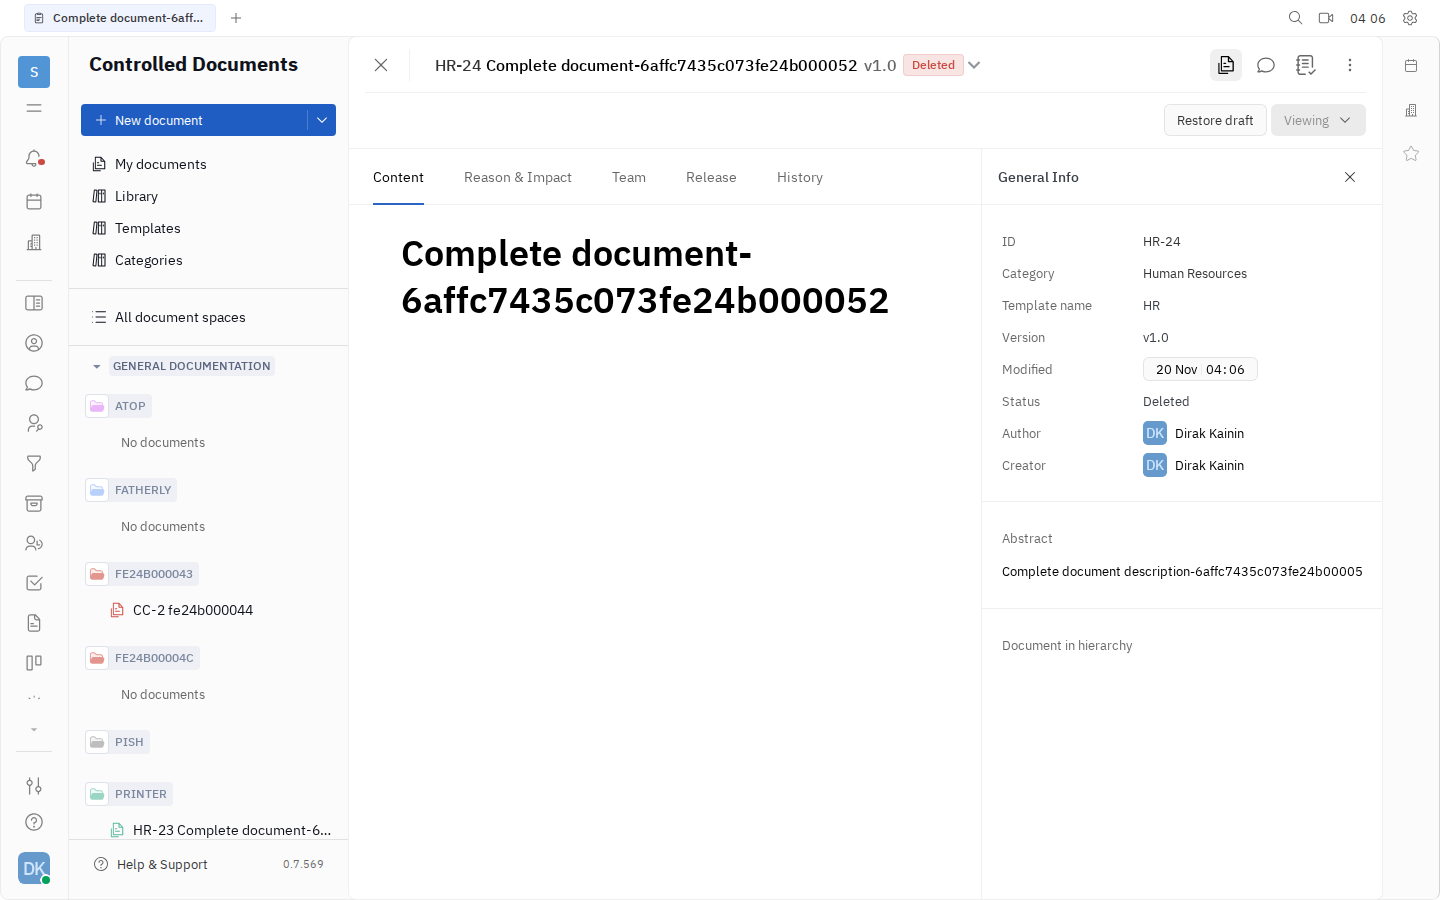 Complete document-6aff...
04 06
S
Controlled Documents
New document
My documents
Library
Templates
Categories
All document spaces
GENERAL DOCUMENTATION
ATOP
No documents
FATHERLY
No documents
FE24B000043
CC-2 fe24b000044
FE24B00004C
No documents
PISH
PRINTER
HR-23 Complete document-6...
Help & Support
0.7.569
DK
HR-24 Complete document-6affc7435c073fe24b000052 v1.0 Deleted
Restore draft
Viewing
Content
Reason & Impact
Team
Release
History
Complete document-
6affc7435c073fe24b000052
General Info
ID HR-24
Category Human Resources
Template name HR
Version v1.0
Modified 20 Nov 04:06
Status Deleted
Author DK Dirak Kainin
Creator DK Dirak Kainin
Abstract
Complete document description-6affc7435c073fe24b00005
Document in hierarchy